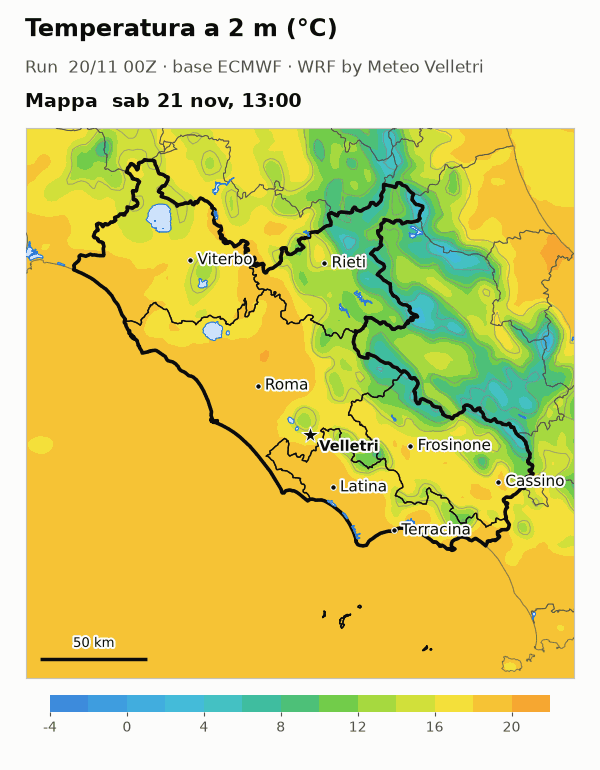 Temperatura a 2 m (°C)
Run  20/11 00Z · base ECMWF · WRF by Meteo Velletri
Mappa  sab 21 nov, 13:00
Viterbo
Rieti
Roma
Velletri
Frosinone
Cassino
Latina
Terracina
50 km
-4 0 4 8 12 16 20